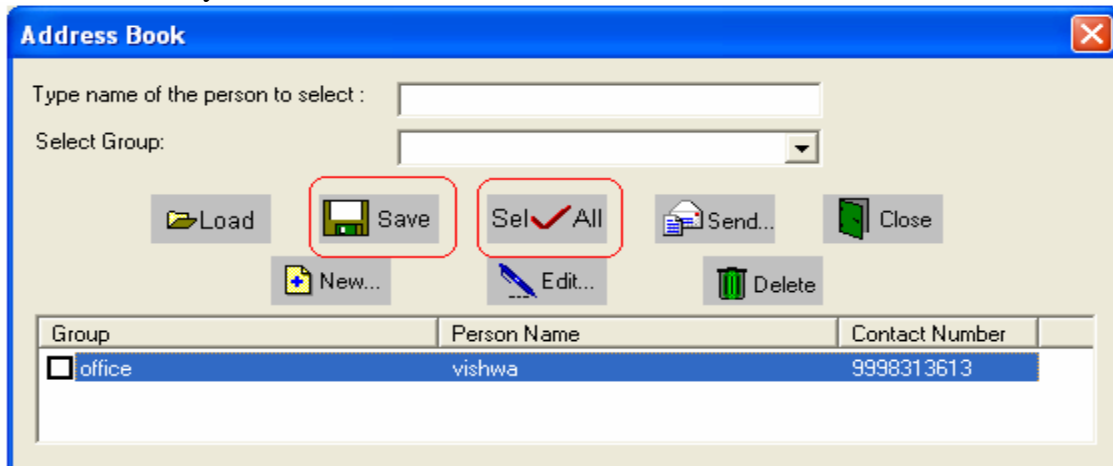 Address Book
Type name of the person to select :
Select Group:
Load Save Sel All Send... Close
New... Edit... Delete
Group Person Name Contact Number
office vishwa 9998313613